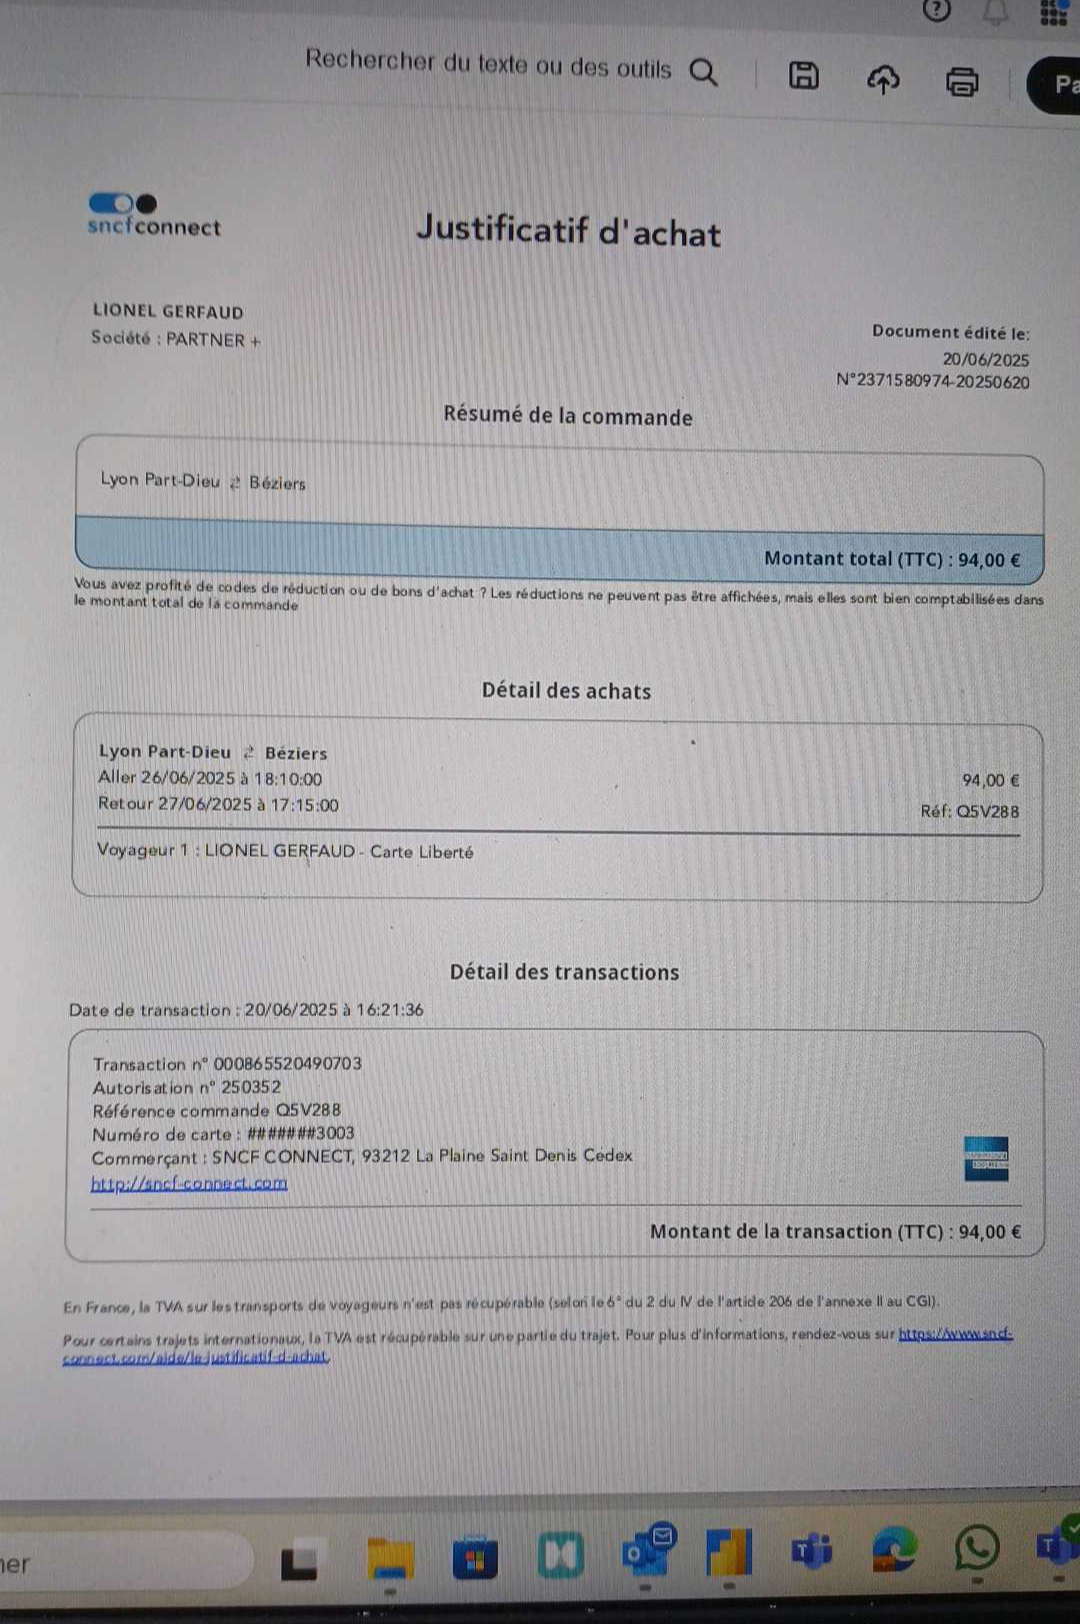 Rechercher du texte ou des outils
Pa
sncfconnect
Justificatif d'achat
LIONEL GERFAUD
Société : PARTNER +
Document édité le:
20/06/2025
N°2371580974-20250620
Résumé de la commande
Lyon Part-Dieu ⇄ Béziers
Montant total (TTC) : 94,00 €
Vous avez profité de codes de réduction ou de bons d'achat ? Les réductions ne peuvent pas être affichées, mais elles sont bien comptabilisées dans
le montant total de la commande
Détail des achats
Lyon Part-Dieu ⇄ Béziers
Aller 26/06/2025 à 18:10:00
94,00 €
Retour 27/06/2025 à 17:15:00
Réf: Q5V288
Voyageur 1 : LIONEL GERFAUD - Carte Liberté
Détail des transactions
Date de transaction : 20/06/2025 à 16:21:36
Transaction n° 000865520490703
Autorisation n° 250352
Référence commande Q5V288
Numéro de carte : #######3003
Commerçant : SNCF CONNECT, 93212 La Plaine Saint Denis Cedex
http://sncf-connect.com
Montant de la transaction (TTC) : 94,00 €
En France, la TVA sur les transports de voyageurs n'est pas récupérable (selon le 6° du 2 du IV de l'article 206 de l'annexe II au CGI).
Pour certains trajets internationaux, la TVA est récupérable sur une partie du trajet. Pour plus d'informations, rendez-vous sur https://www.sncf-
connect.com/aide/le-justificatif-d-achat.
her